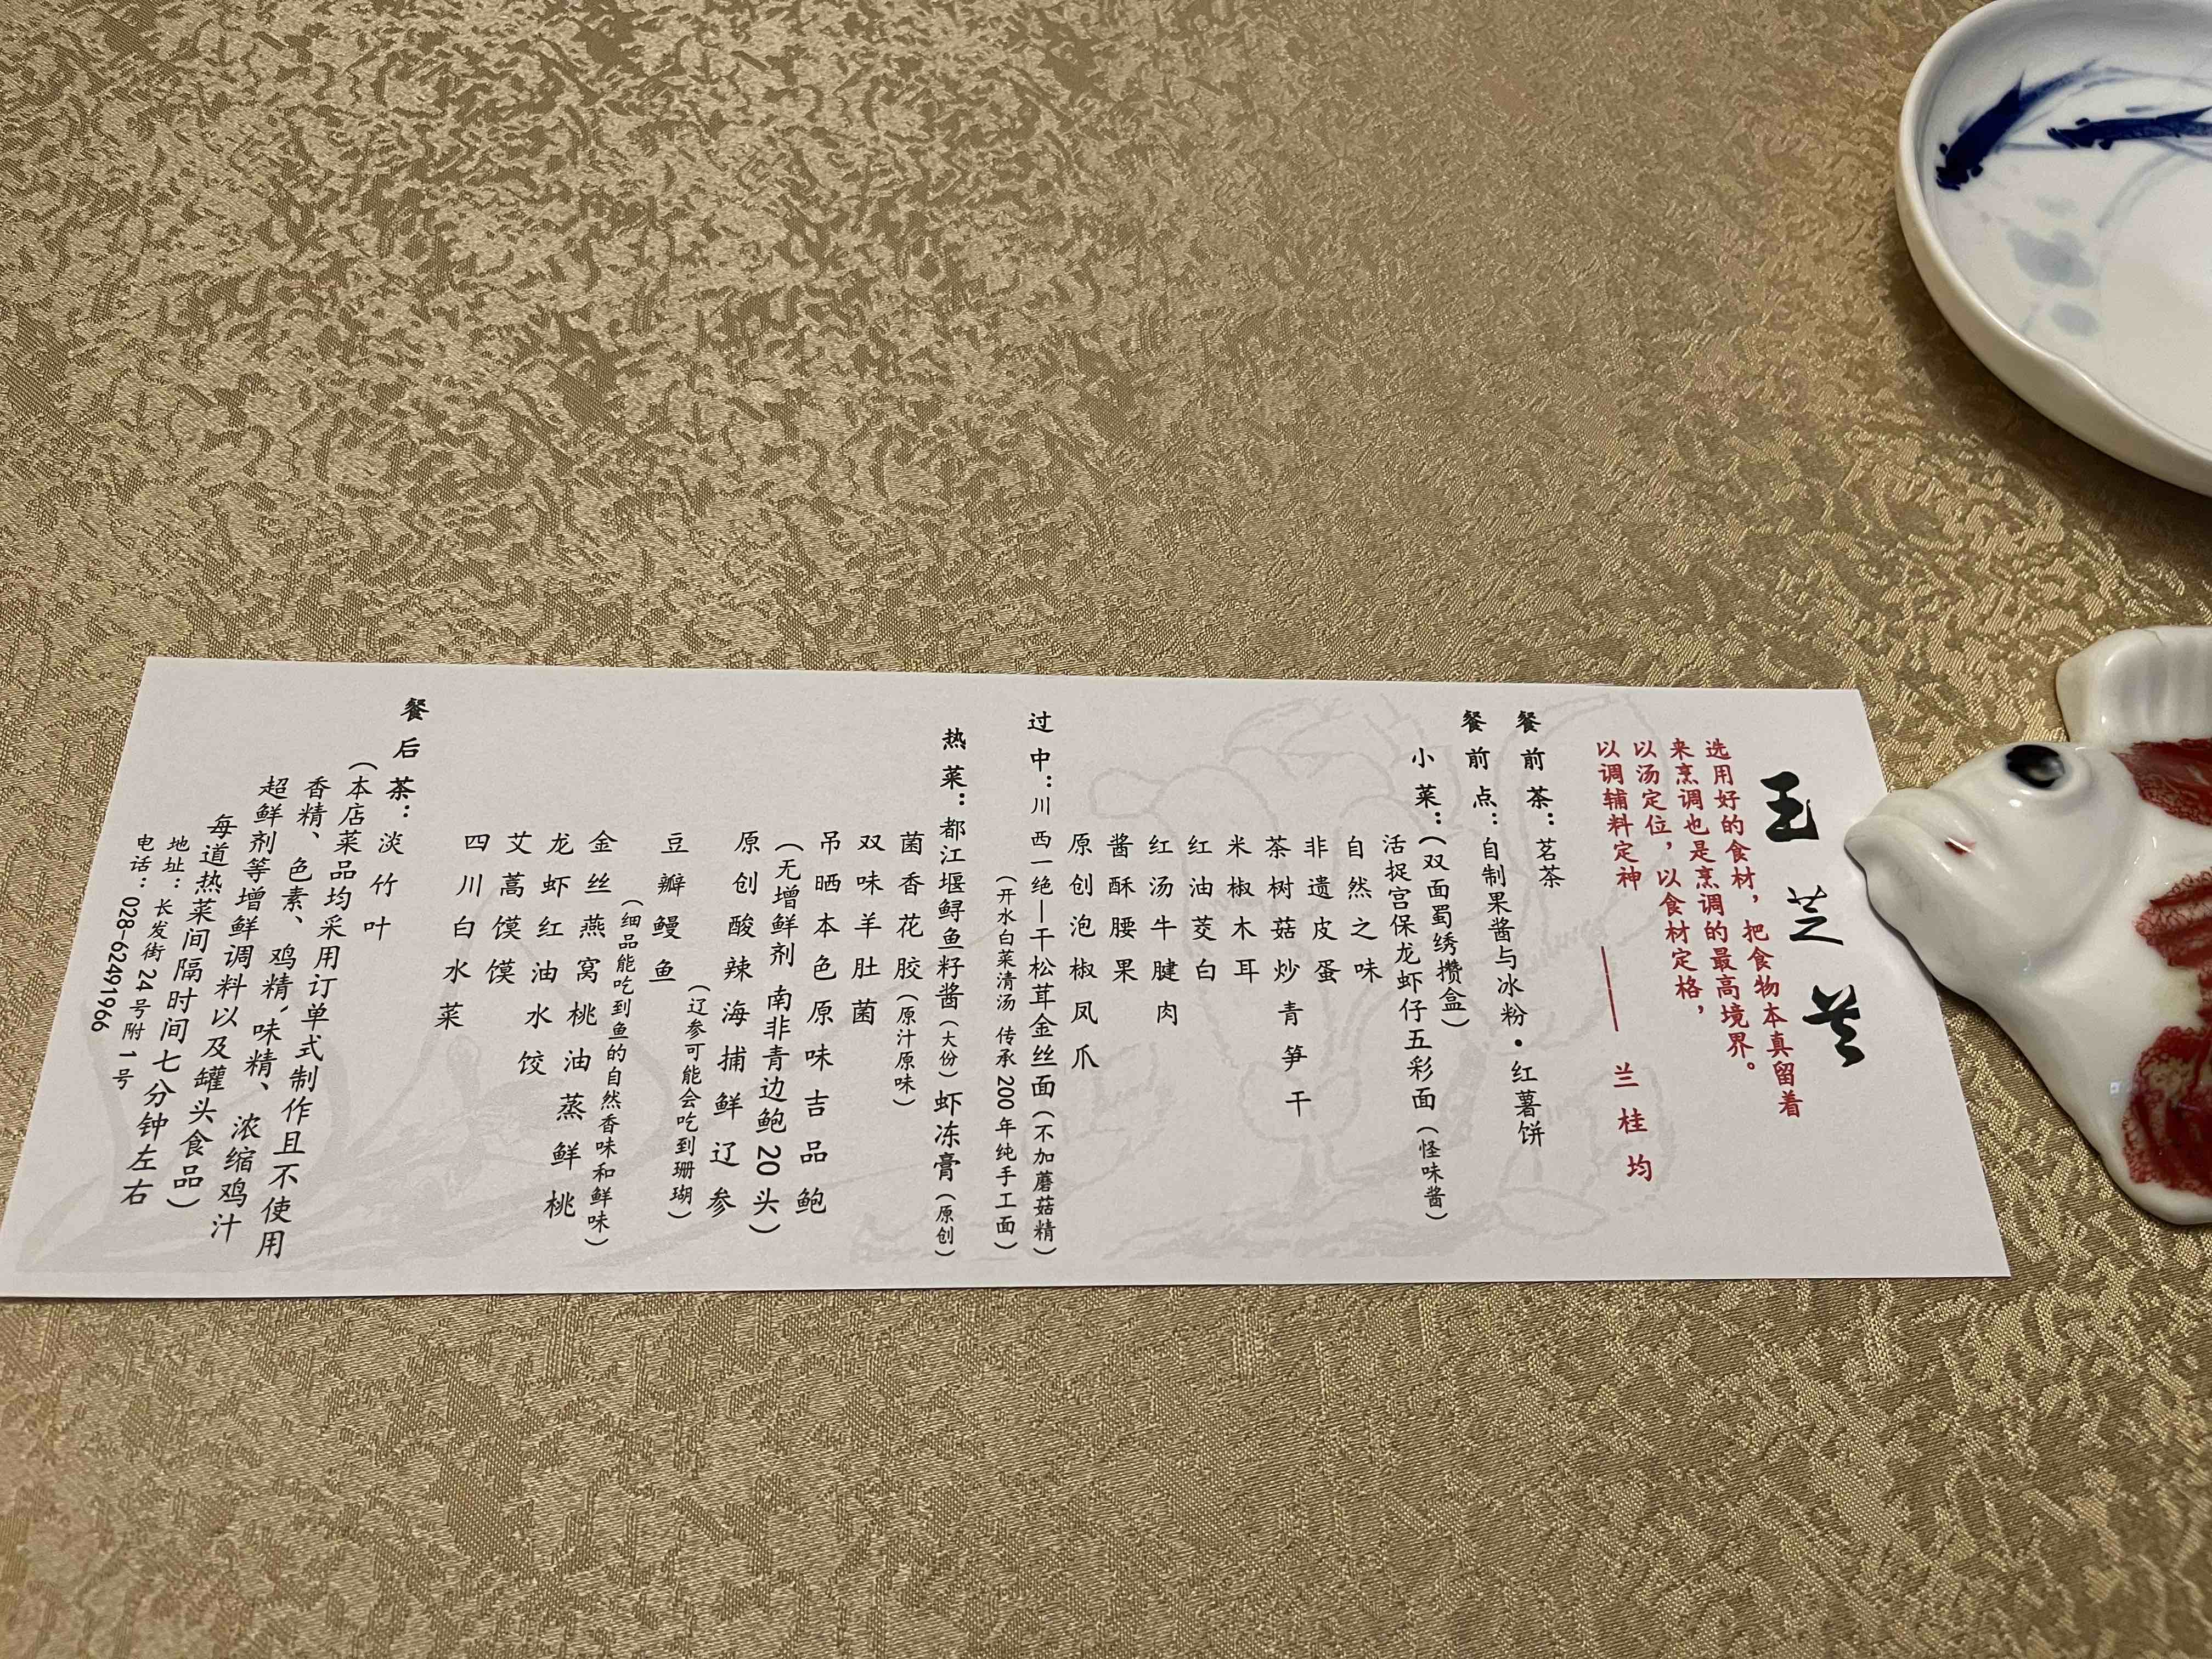 玉芝兰
选用好的食材，把食物本真留着
来烹调也是烹调的最高境界。
以汤定位，以食材定格，
以调辅料定神 —— 兰桂均
餐前茶：茗茶
餐前点：自制果酱与冰粉•红薯饼
小菜：（双面蜀绣攒盒）
活捉宫保龙虾仔五彩面（怪味酱）
自然之味
非遗皮蛋
茶树菇炒青笋干
米椒木耳
红油茭白
红汤牛腱肉
酱酥腰果
原创泡椒凤爪
过中：川西一绝—干松茸金丝面（不加蘑菇精）
（开水白菜清汤 传承200年纯手工面）
热菜：都江堰鲟鱼籽酱（大份）虾冻膏（原创）
菌香花胶（原汁原味）
双味羊肚菌
吊晒本色原味吉品鲍
（无增鲜剂 南非青边鲍20头）
原创酸辣海捕鲜辽参
（辽参可能会吃到珊瑚）
豆瓣鳗鱼
（细品能吃到鱼的自然香味和鲜味）
金丝燕窝桃油蒸鲜桃
龙虾红油水饺
艾蒿馍馍
四川白水菜
餐后茶：淡竹叶
（本店菜品均采用订单式制作且不使用
香精、色素、鸡精，味精、浓缩鸡汁
超鲜剂等增鲜调料以及罐头食品）
每道热菜间隔时间七分钟左右
地址：长发街24号附1号
电话：028-62491966